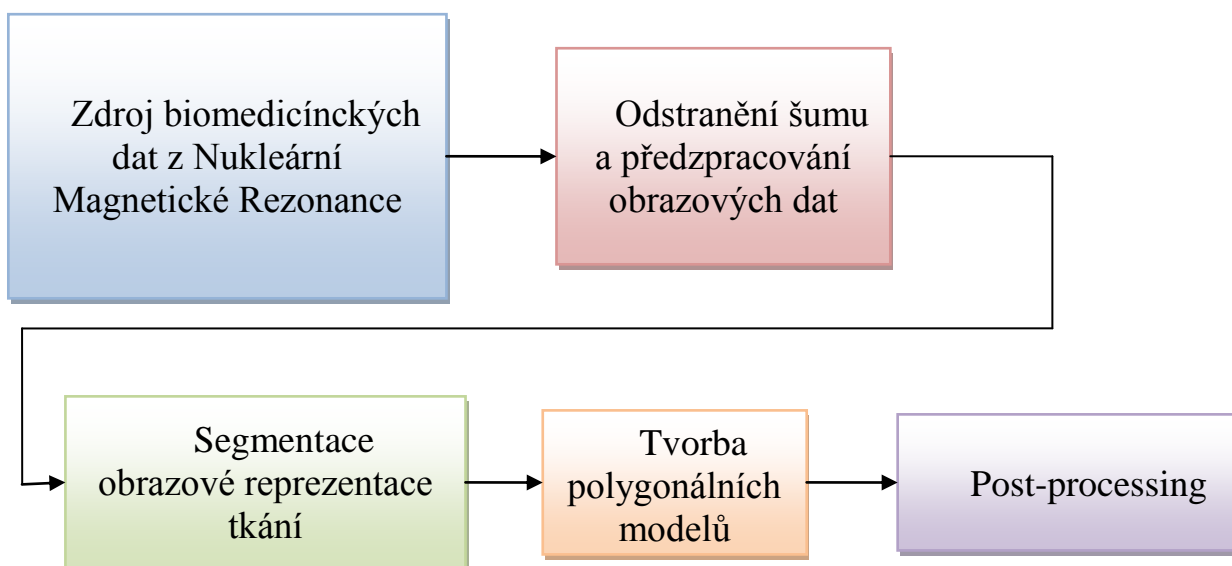 Zdroj biomedicínckých
dat z Nukleární
Magnetické Rezonance
Odstranění šumu
a předzpracování
obrazových dat
Segmentace
obrazové reprezentace
tkání
Tvorba
polygonálních
modelů
Post-processing